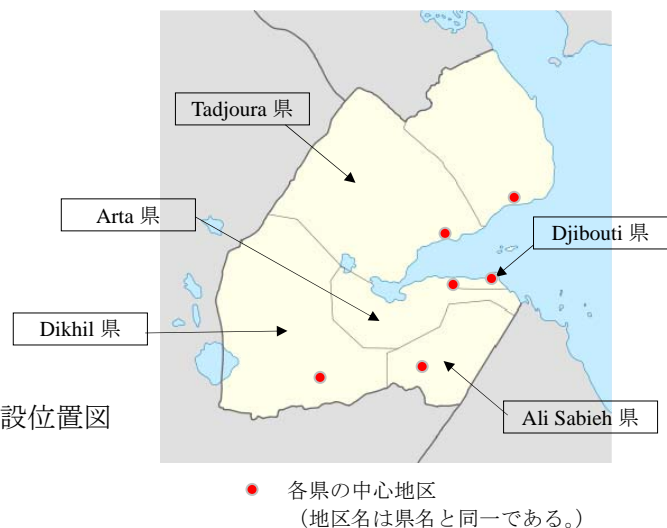 Tadjoura 県
Arta 県
Djibouti 県
Dikhil 県
設位置図
Ali Sabieh 県
各県の中心地区
（地区名は県名と同一である。）